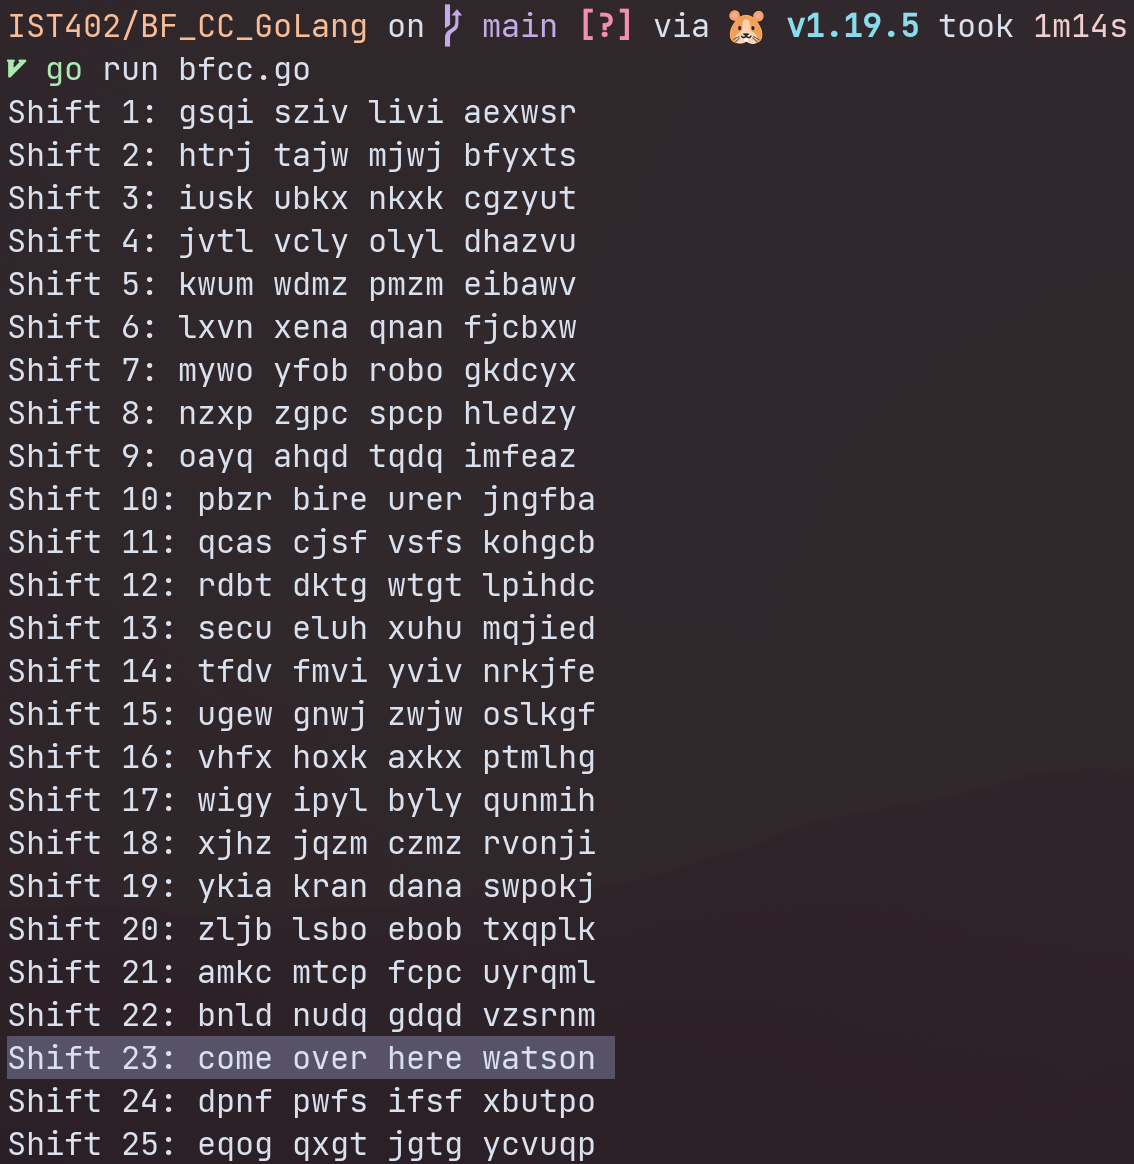 IST402/BF_CC_GoLang on main [?] via 🐹 v1.19.5 took 1m14s
go run bfcc.go
Shift 1: gsqi sziv livi aexwsr
Shift 2: htrj tajw mjwj bfyxts
Shift 3: iusk ubkx nkxk cgzyut
Shift 4: jvtl vcly olyl dhazvu
Shift 5: kwum wdmz pmzm eibawv
Shift 6: lxvn xena qnan fjcbxw
Shift 7: mywo yfob robo gkdcyx
Shift 8: nzxp zgpc spcp hledzy
Shift 9: oayq ahqd tqdq imfeaz
Shift 10: pbzr bire urer jngfba
Shift 11: qcas cjsf vsfs kohgcb
Shift 12: rdbt dktg wtgt lpihdc
Shift 13: secu eluh xuhu mqjied
Shift 14: tfdv fmvi yviv nrkjfe
Shift 15: ugew gnwj zwjw oslkgf
Shift 16: vhfx hoxk axkx ptmlhg
Shift 17: wigy ipyl byly qunmih
Shift 18: xjhz jqzm czmz rvonji
Shift 19: ykia kran dana swpokj
Shift 20: zljb lsbo ebob txqplk
Shift 21: amkc mtcp fcpc uyrqml
Shift 22: bnld nudq gdqd vzsrnm
Shift 23: come over here watson
Shift 24: dpnf pwfs ifsf xbutpo
Shift 25: eqog qxgt jgtg ycvuqp